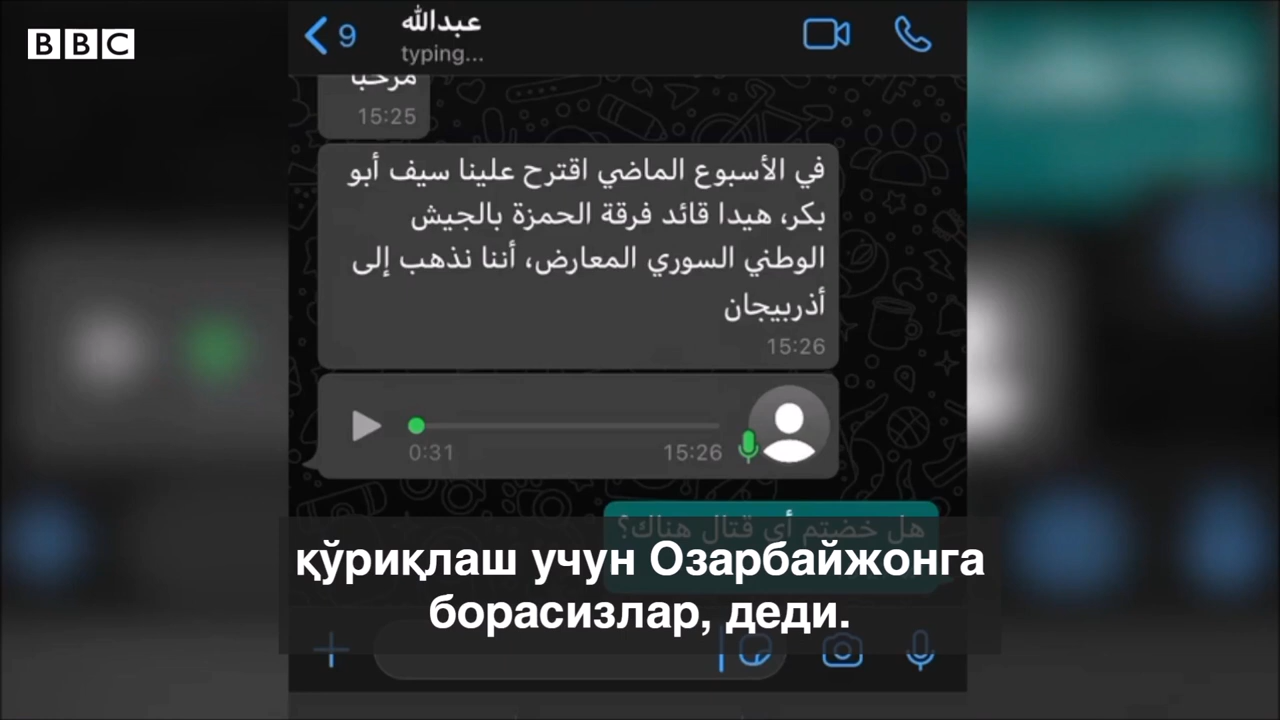 BBC
9
عبدالله
typing...
مرحبا
15:25
في الأسبوع الماضي اقترح علينا سيف أبو
بكر، هيدا قائد فرقة الحمزة بالجيش
الوطني السوري المعارض، أننا نذهب إلى
أذربيجان
15:26
0:31
15:26
هل خضتم أي قتال هناك؟
қўриқлаш учун Озарбайжонга
борасизлар, деди.